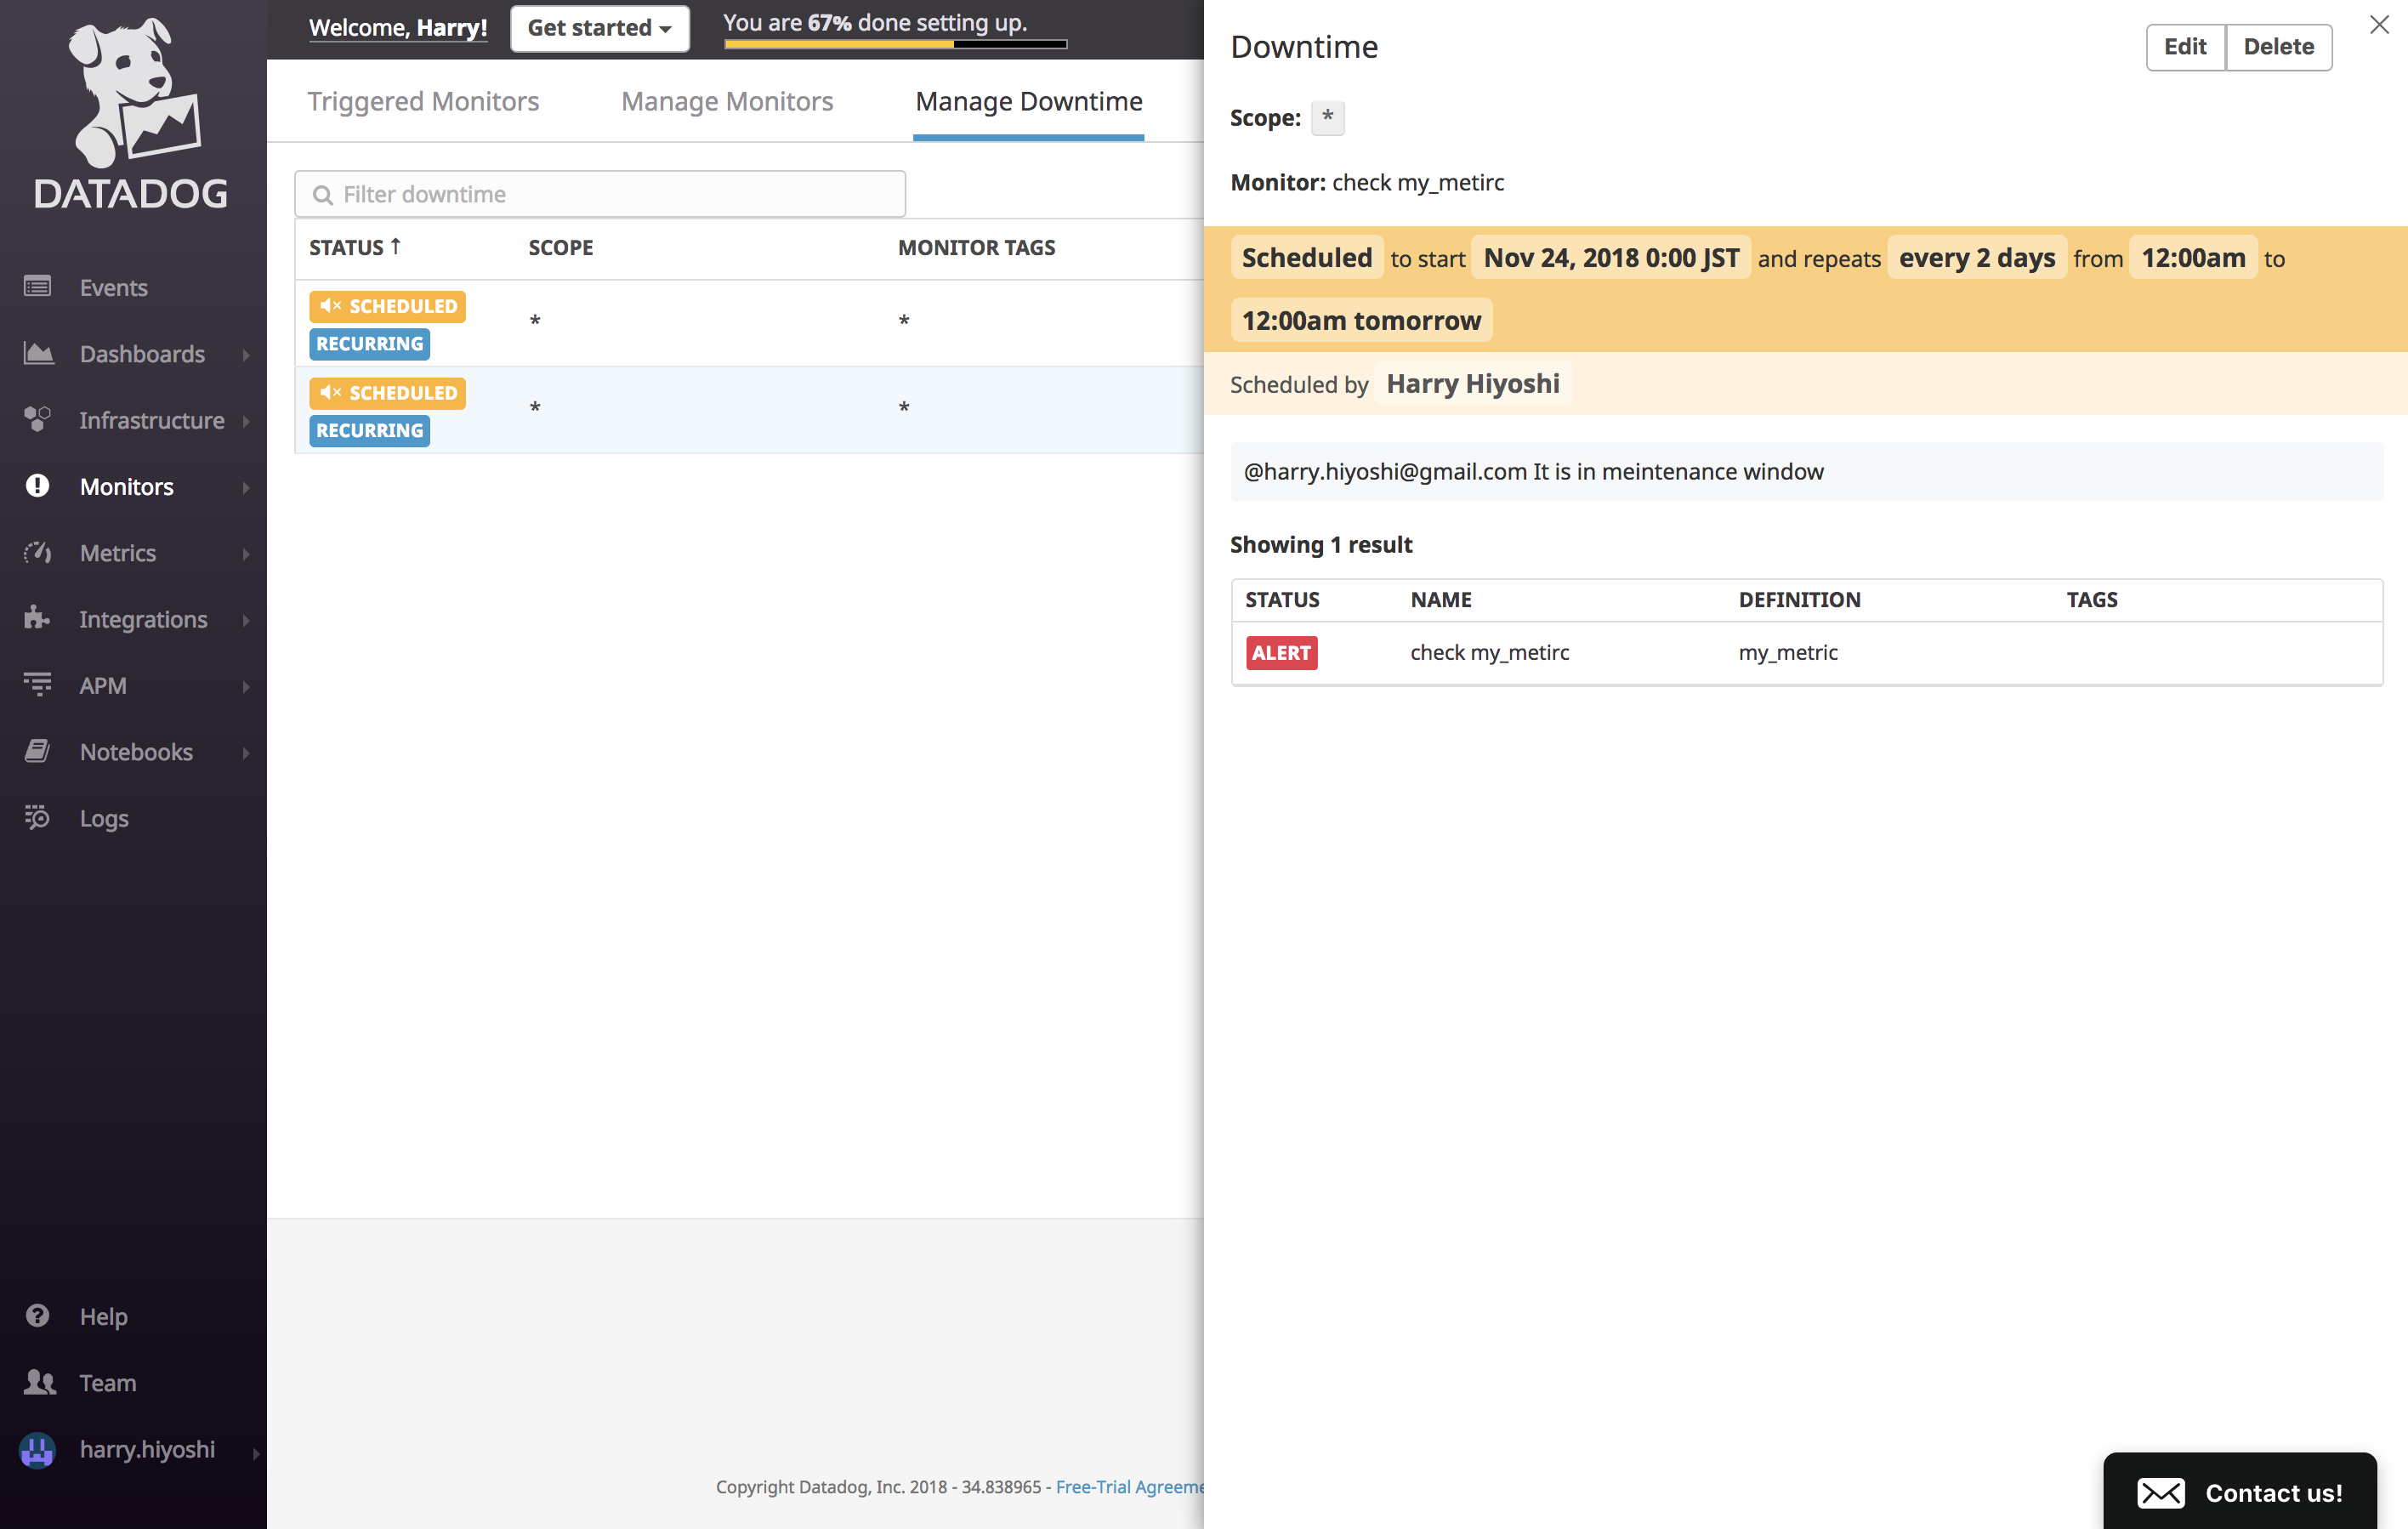 DATADOG
Events
Dashboards
Infrastructure
Monitors
Metrics
Integrations
APM
Notebooks
Logs
Help
Team
harry.hiyoshi
Welcome, Harry!
Get started
You are 67% done setting up.
Triggered Monitors Manage Monitors Manage Downtime
Filter downtime
STATUS ↑ SCOPE MONITOR TAGS
SCHEDULED
RECURRING
* *
SCHEDULED
RECURRING
* *
Copyright Datadog, Inc. 2018 - 34.838965 - Free-Trial Agreeme
Downtime
Edit Delete
Scope: *
Monitor: check my_metirc
Scheduled to start Nov 24, 2018 0:00 JST and repeats every 2 days from 12:00am to
12:00am tomorrow
Scheduled by Harry Hiyoshi
@harry.hiyoshi@gmail.com It is in meintenance window
Showing 1 result
STATUS NAME DEFINITION TAGS
ALERT check my_metirc my_metric
Contact us!